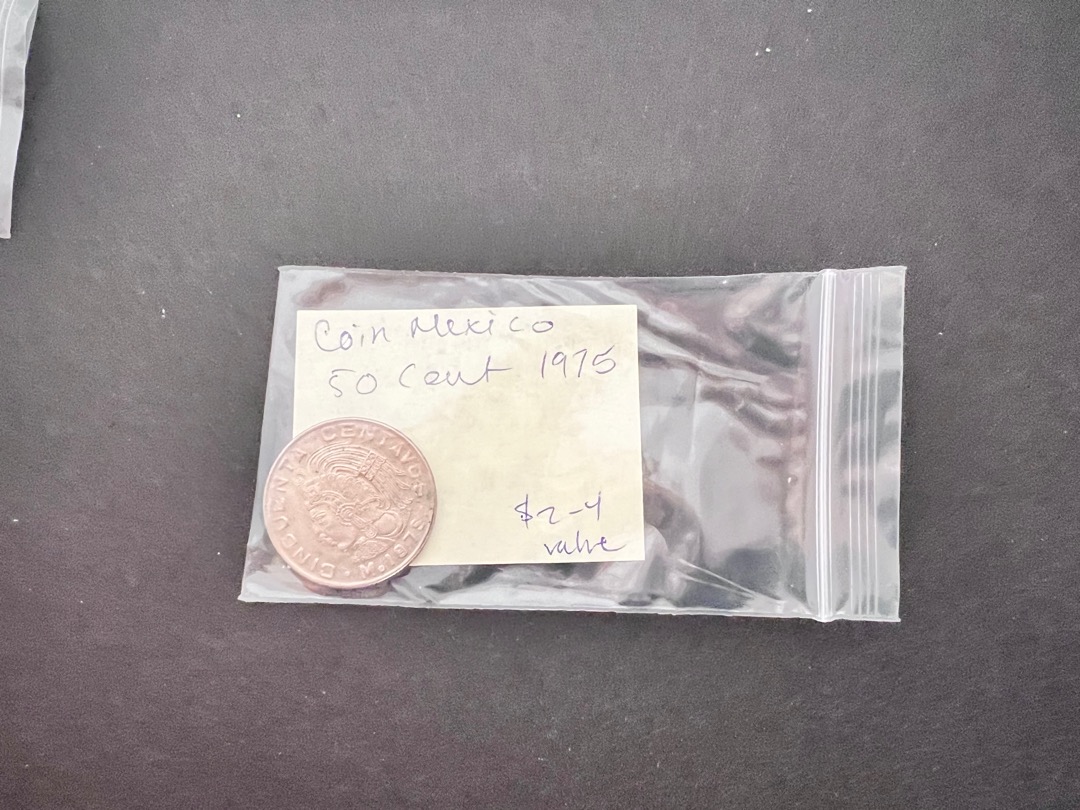 Coin Mexico
50 Cent 1975
$2-4
value
CINCUENTA CENTAVOS 1975 · M